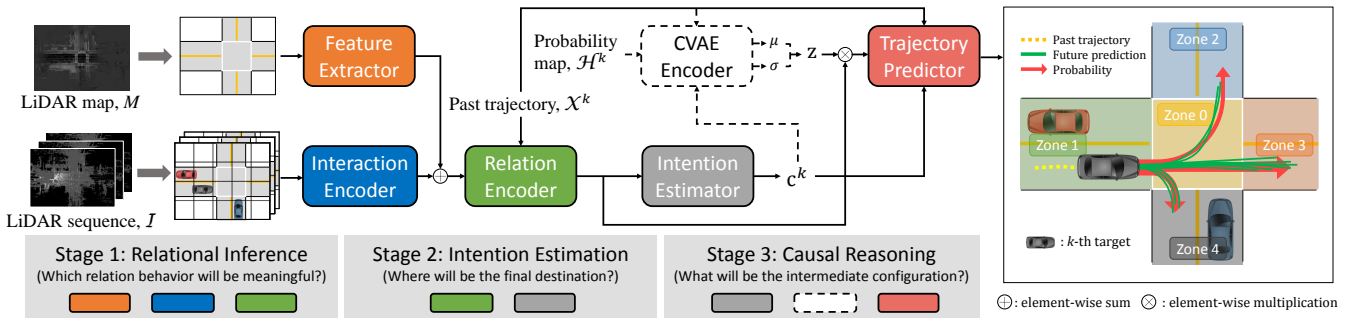 LiDAR map, M
Feature
Extractor
Probability
map, ℋᵏ
CVAE
Encoder
μ
σ
z
⊗
Trajectory
Predictor
Past trajectory, 𝒳ᵏ
LiDAR sequence, I
Interaction
Encoder
⊕
Relation
Encoder
Intention
Estimator
cᵏ
Past trajectory
Future prediction
Probability
Zone 2
Zone 0
Zone 1
Zone 3
Zone 4
: k-th target
⊕: element-wise sum ⊗: element-wise multiplication
Stage 1: Relational Inference
(Which relation behavior will be meaningful?)
Stage 2: Intention Estimation
(Where will be the final destination?)
Stage 3: Causal Reasoning
(What will be the intermediate configuration?)